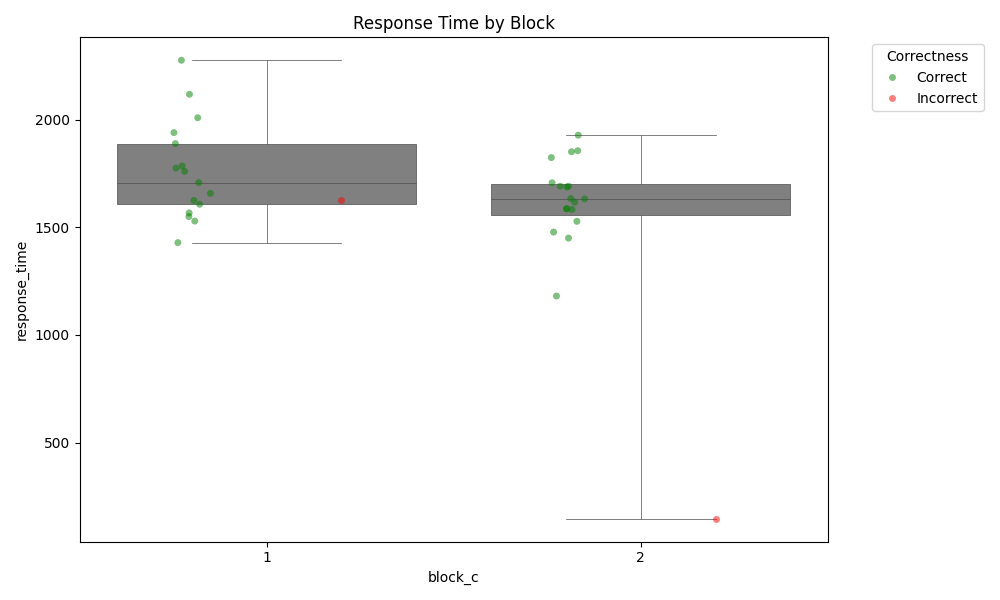 Response Time by Block
Correctness
Correct
Incorrect
2000
1500
1000
500
response_time
1
2
block_c